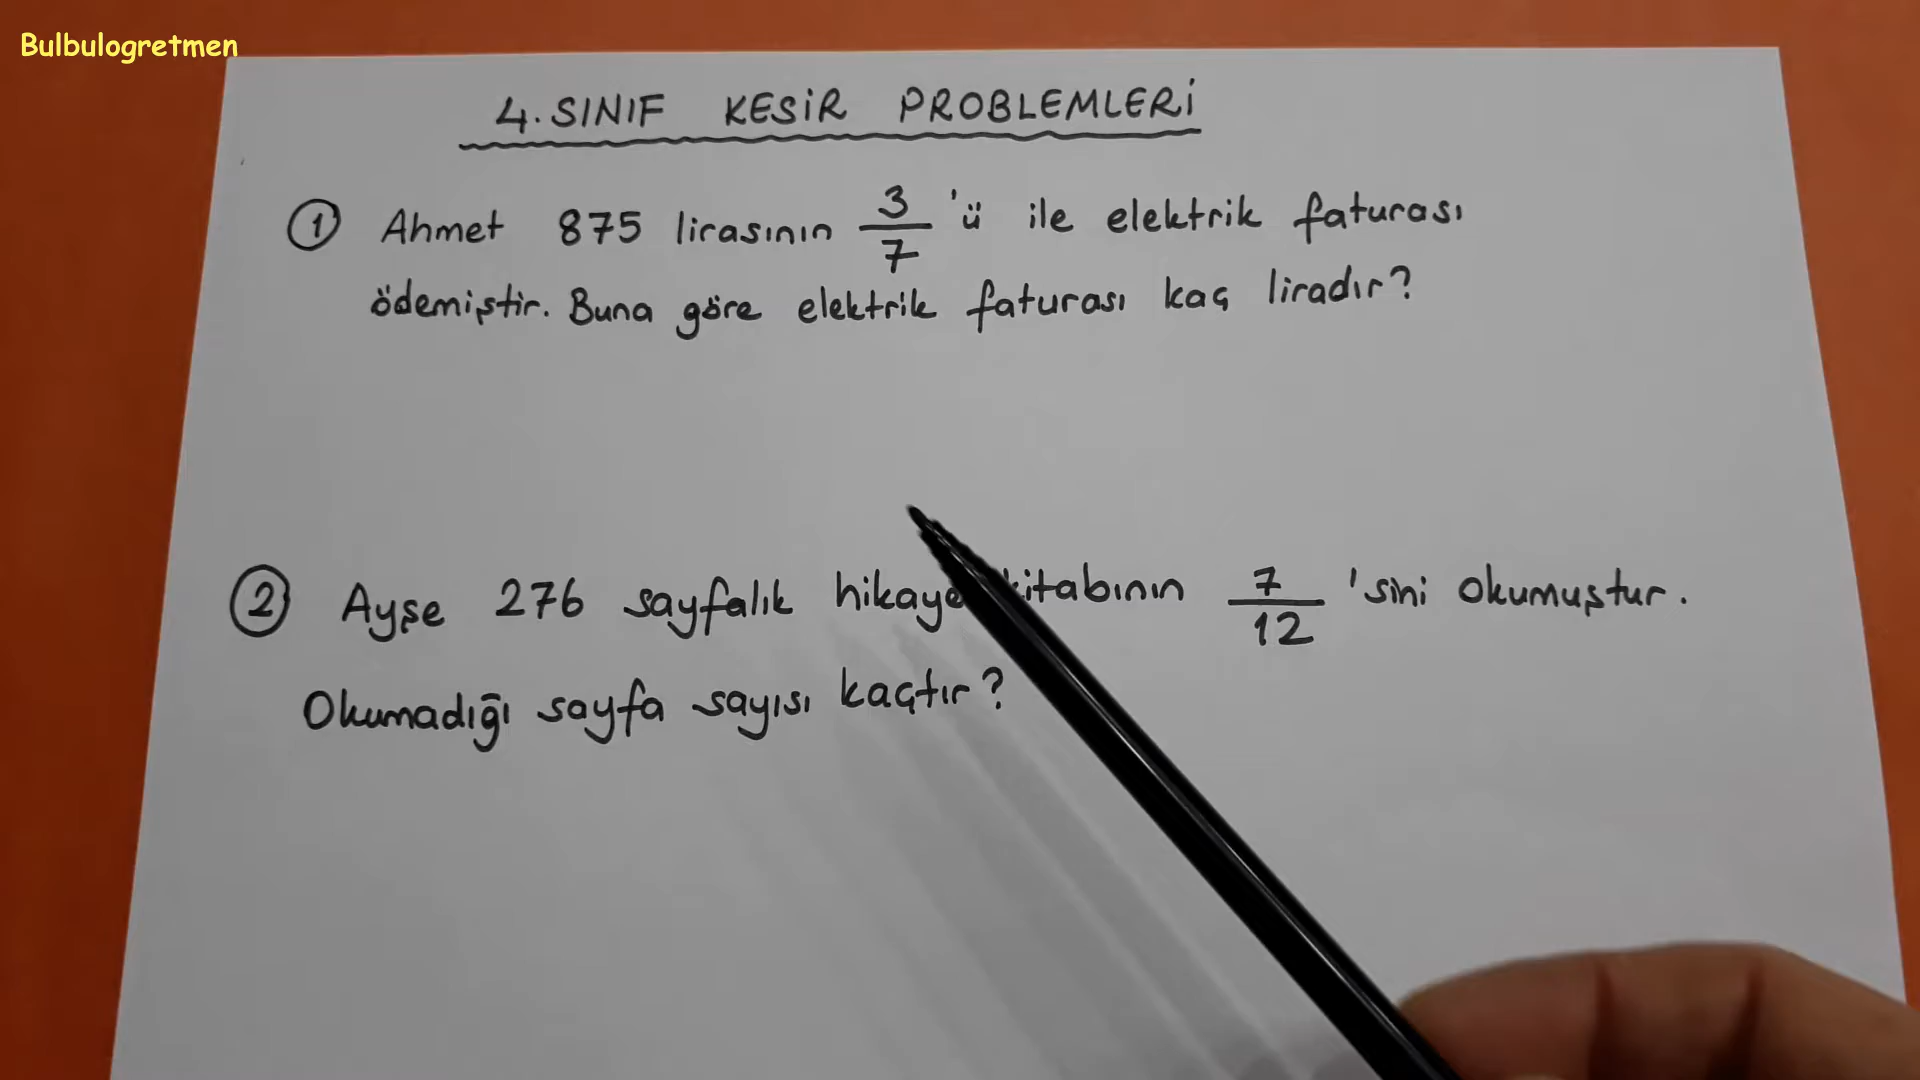 Bulbulogretmen
4. SINIF KESİR PROBLEMLERİ
① Ahmet 875 lirasının 3/7 'ü ile elektrik faturası
ödemiştir. Buna göre elektrik faturası kaç liradır?
② Ayşe 276 sayfalık hikaye kitabının 7/12 'sini okumuştur.
Okumadığı sayfa sayısı kaçtır?